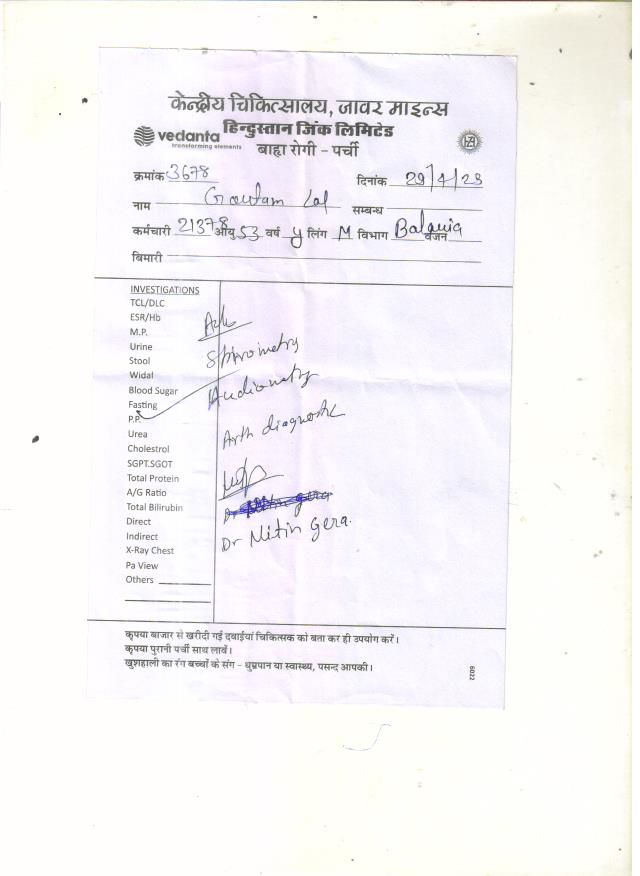 केन्द्रीय चिकित्सालय, जावर माइन्स
vedanta हिन्दुस्तान जिंक लिमिटेड
transforming elements
बाह्य रोगी - पर्ची
क्रमांक 3678 दिनांक 29/4/23
नाम Goutam Lal सम्बन्ध
कर्मचारी 21378 आयु 53 वर्ष y लिंग M विभाग Balaria वजन
बिमारी
INVESTIGATIONS
TCL/DLC
ESR/Hb
M.P.
Urine
Stool
Widal
Blood Sugar
Fasting
P.P.
Urea
Cholestrol
SGPT.SGOT
Total Protein
A/G Ratio
Total Bilirubin
Direct
Indirect
X-Ray Chest
Pa View
Others
Adv
Spirometry
Audiometry
Arth diagnostic
Dr Nitin Gera.
कृपया बाजार से खरीदी गई दवाईयां चिकित्सक को बता कर ही उपयोग करें।
कृपया पुरानी पर्ची साथ लावें।
खुशहाली का रंग बच्चों के संग - धुम्रपान या स्वास्थ्य, पसन्द आपकी।
6022